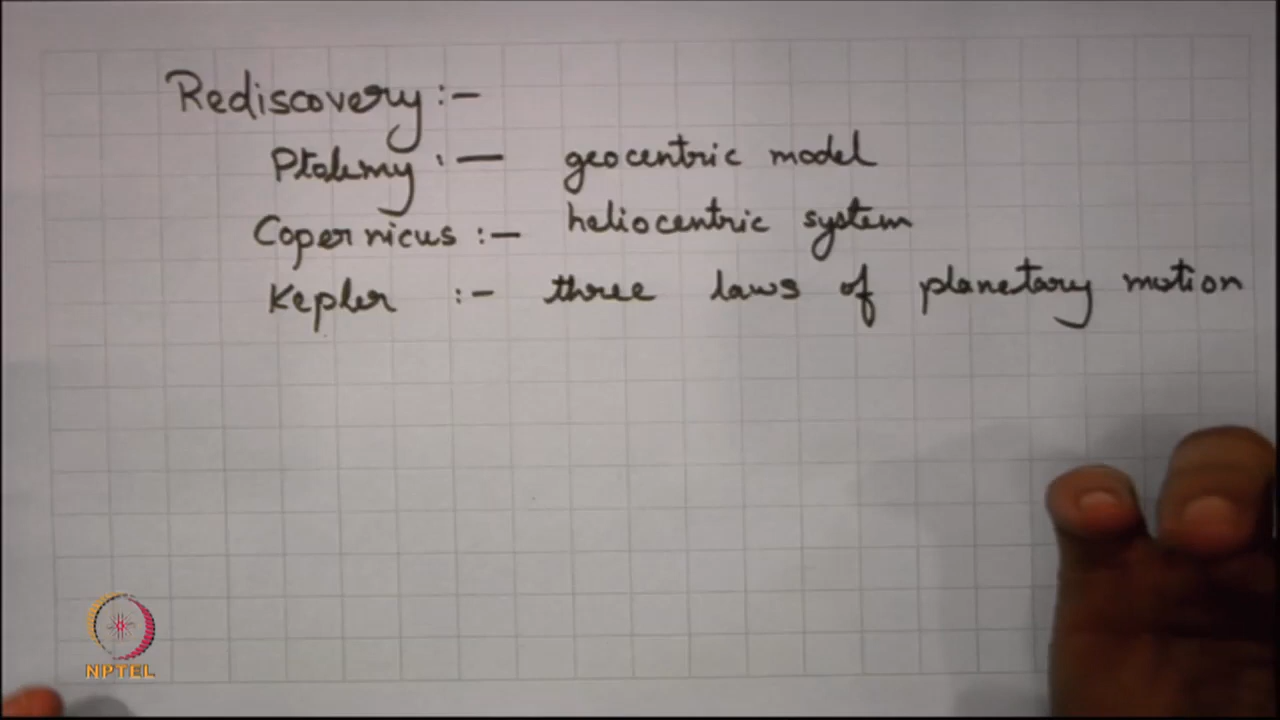 Rediscovery :-
Ptolemy :- geocentric model
Copernicus :- heliocentric system
Kepler :- three laws of planetary motion
NPTEL